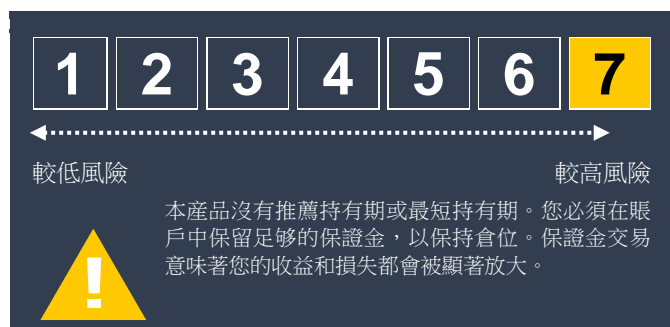 1 2 3 4 5 6 7
較低風險 較高風險
本産品沒有推薦持有期或最短持有期。您必須在賬
戶中保留足够的保證金，以保持倉位。保證金交易
意味著您的收益和損失都會被顯著放大。
!